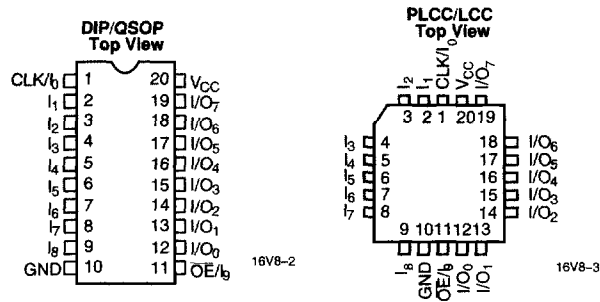 DIP/QSOP
Top View
CLK/I0 1 20 VCC
I1 2 19 I/O7
I2 3 18 I/O6
I3 4 17 I/O5
I4 5 16 I/O4
I5 6 15 I/O3
I6 7 14 I/O2
I7 8 13 I/O1
I8 9 12 I/O0
GND 10 11 OE/I9
16V8–2
PLCC/LCC
Top View
I2 I1 CLK/I0 VCC I/O7
3 2 1 20 19
I3 4 18 I/O6
I4 5 17 I/O5
I5 6 16 I/O4
I6 7 15 I/O3
I7 8 14 I/O2
9 10 11 12 13
I8 GND OE/I9 I/O0 I/O1
16V8–3